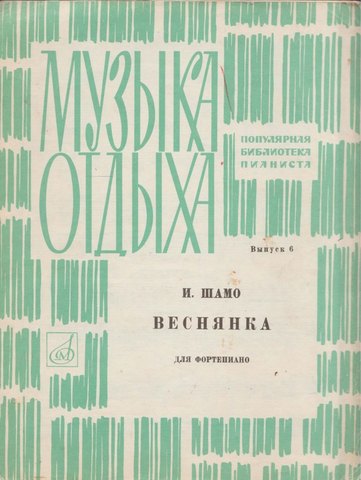 МУЗЫКА
ОТДЫХА
ПОПУЛЯРНАЯ
БИБЛИОТЕКА
ПИАНИСТА
Выпуск 6
И. ШАМО
ВЕСНЯНКА
ДЛЯ ФОРТЕПИАНО